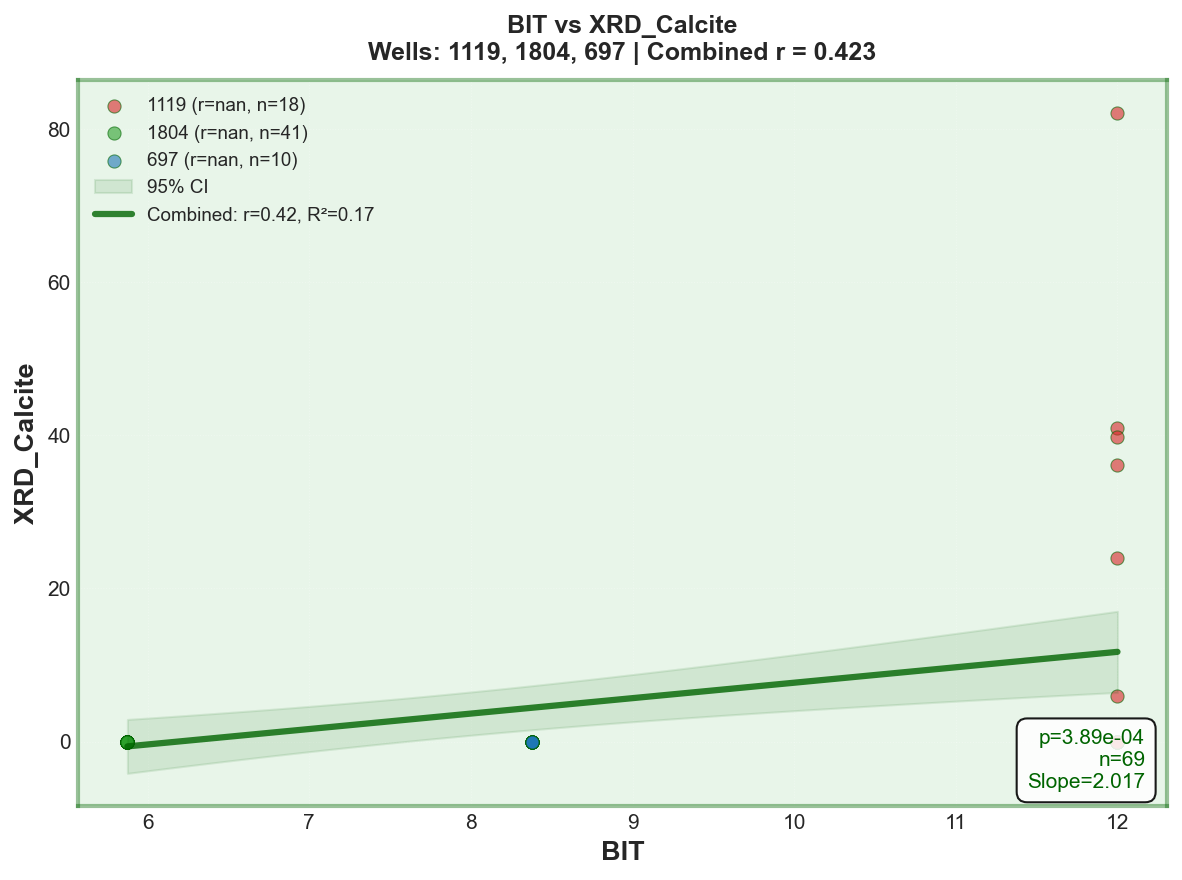 BIT vs XRD_Calcite
Wells: 1119, 1804, 697 | Combined r = 0.423
1119 (r=nan, n=18)
1804 (r=nan, n=41)
697 (r=nan, n=10)
95% CI
Combined: r=0.42, R²=0.17
80
60
40
20
0
XRD_Calcite
p=3.89e-04
n=69
Slope=2.017
6 7 8 9 10 11 12
BIT